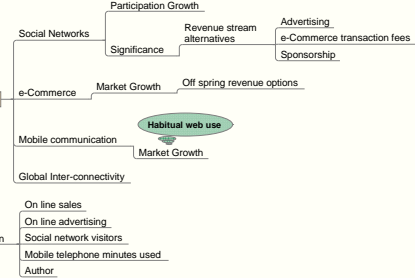 Participation Growth
Social Networks
Significance
Revenue stream
alternatives
Advertising
e-Commerce transaction fees
Sponsorship
e-Commerce
Market Growth
Off spring revenue options
Habitual web use
Mobile communication
Market Growth
Global Inter-connectivity
On line sales
On line advertising
Social network visitors
Mobile telephone minutes used
Author